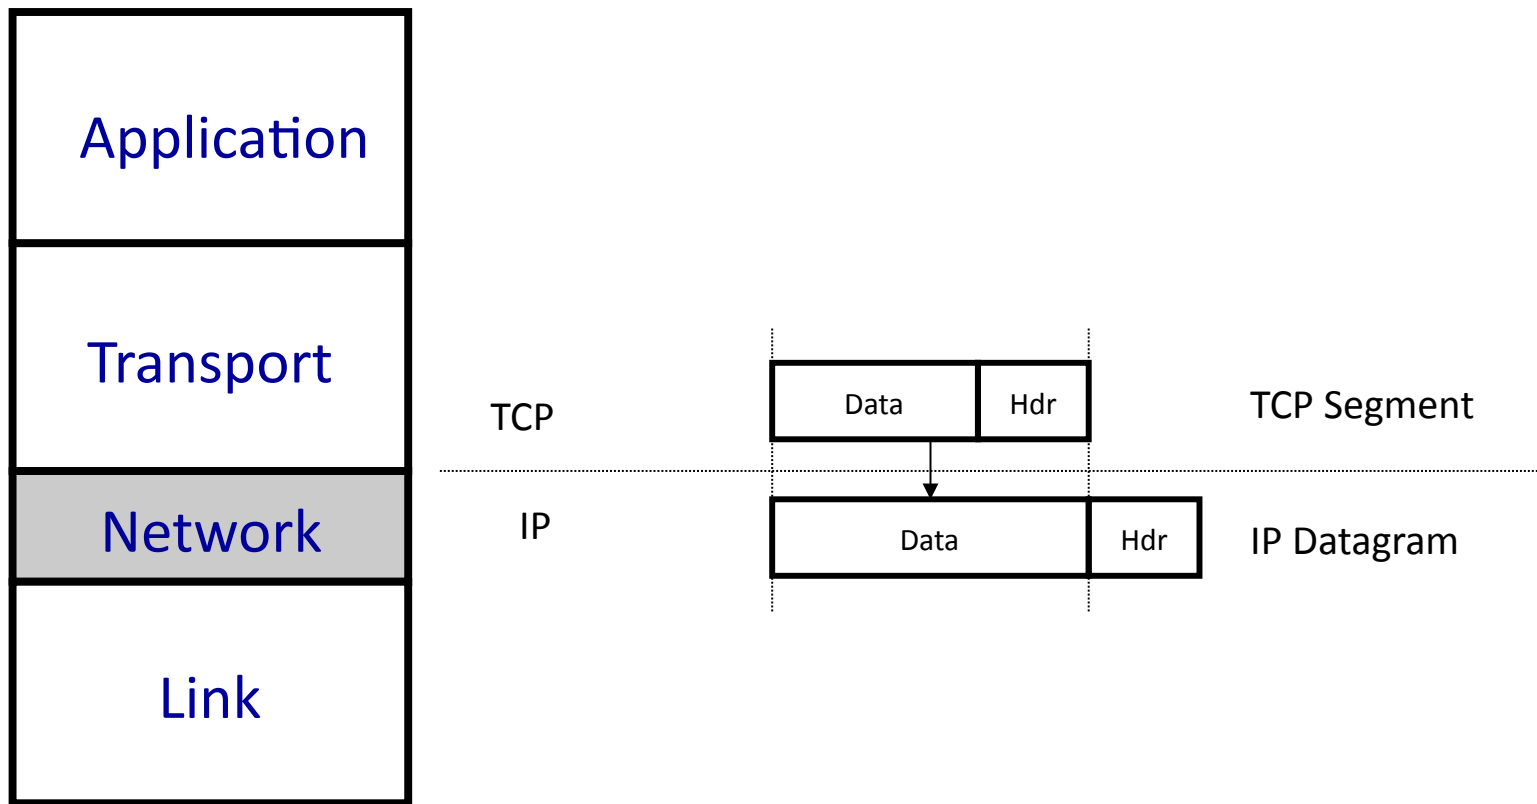 Application
Transport
Network
Link
TCP
Data
Hdr
TCP Segment
IP
Data
Hdr
IP Datagram